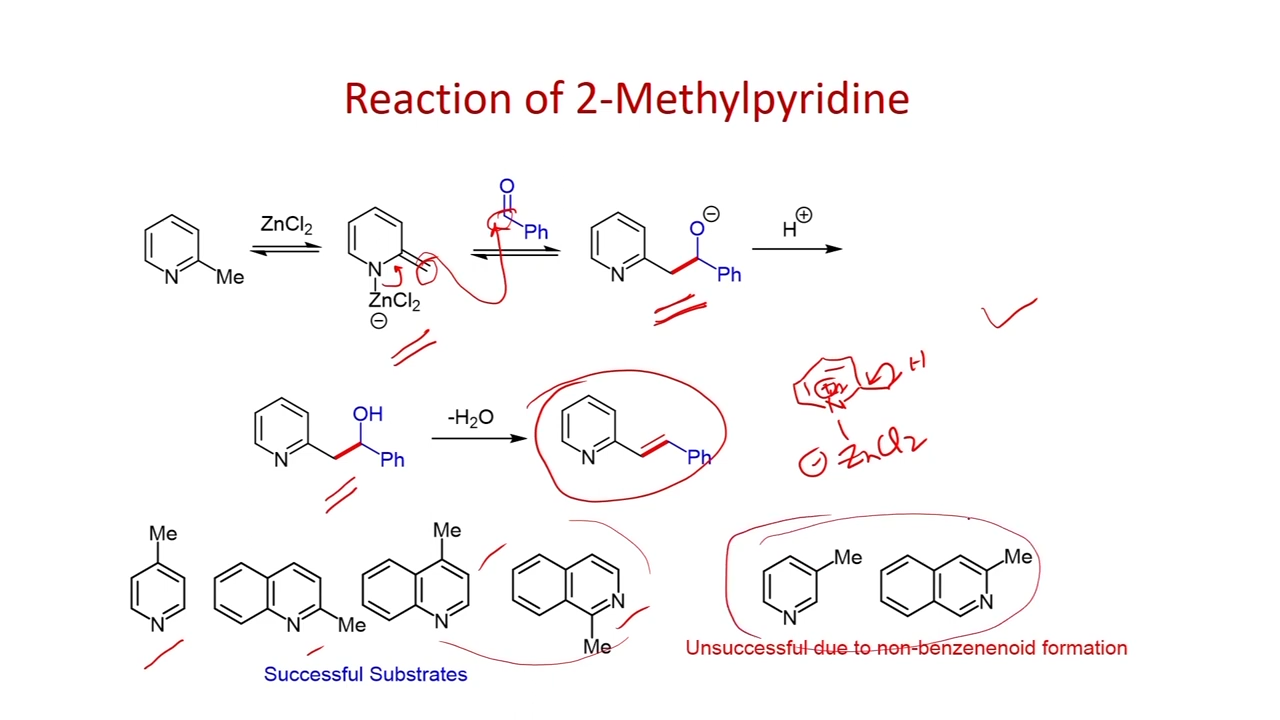 Reaction of 2-Methylpyridine
N
Me
ZnCl2
N
ZnCl2
⊖
O
Ph
N
O
⊖
Ph
H⊕
N
OH
Ph
-H2O
N
Ph
H
N
⊖ ZnCl2
Me
N
N
Me
Me
N
N
Me
Me
N
Me
N
Successful Substrates
Unsuccessful due to non-benzenenoid formation